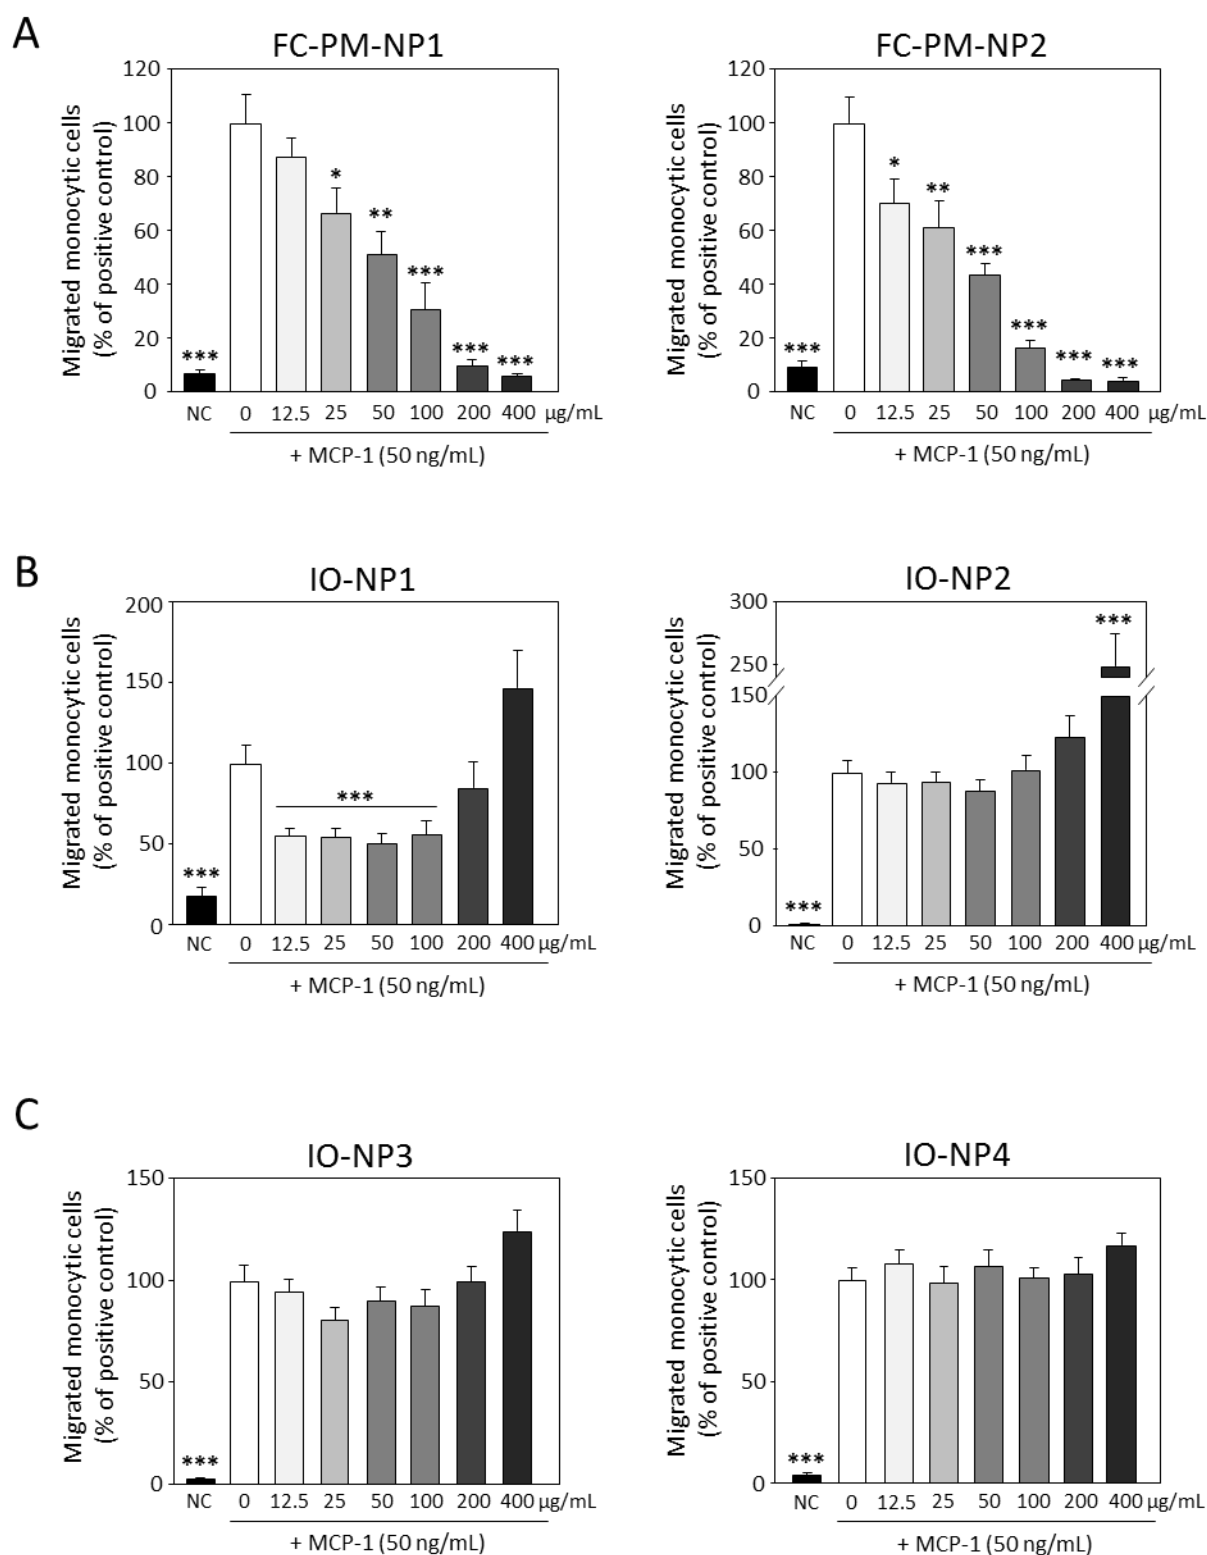 A
FC-PM-NP1
Migrated monocytic cells
(% of positive control)
120
100
80
60
40
20
0
***
*
**
***
***
***
NC 0 12.5 25 50 100 200 400 µg/mL
+ MCP-1 (50 ng/mL)
FC-PM-NP2
Migrated monocytic cells
(% of positive control)
120
100
80
60
40
20
0
***
*
**
***
***
***
***
NC 0 12.5 25 50 100 200 400 µg/mL
+ MCP-1 (50 ng/mL)
B
IO-NP1
Migrated monocytic cells
(% of positive control)
200
150
100
50
0
***
***
NC 0 12.5 25 50 100 200 400 µg/mL
+ MCP-1 (50 ng/mL)
IO-NP2
Migrated monocytic cells
(% of positive control)
300
250
150
100
50
0
***
***
NC 0 12.5 25 50 100 200 400 µg/mL
+ MCP-1 (50 ng/mL)
C
IO-NP3
Migrated monocytic cells
(% of positive control)
150
100
50
0
***
NC 0 12.5 25 50 100 200 400 µg/mL
+ MCP-1 (50 ng/mL)
IO-NP4
Migrated monocytic cells
(% of positive control)
150
100
50
0
***
NC 0 12.5 25 50 100 200 400 µg/mL
+ MCP-1 (50 ng/mL)